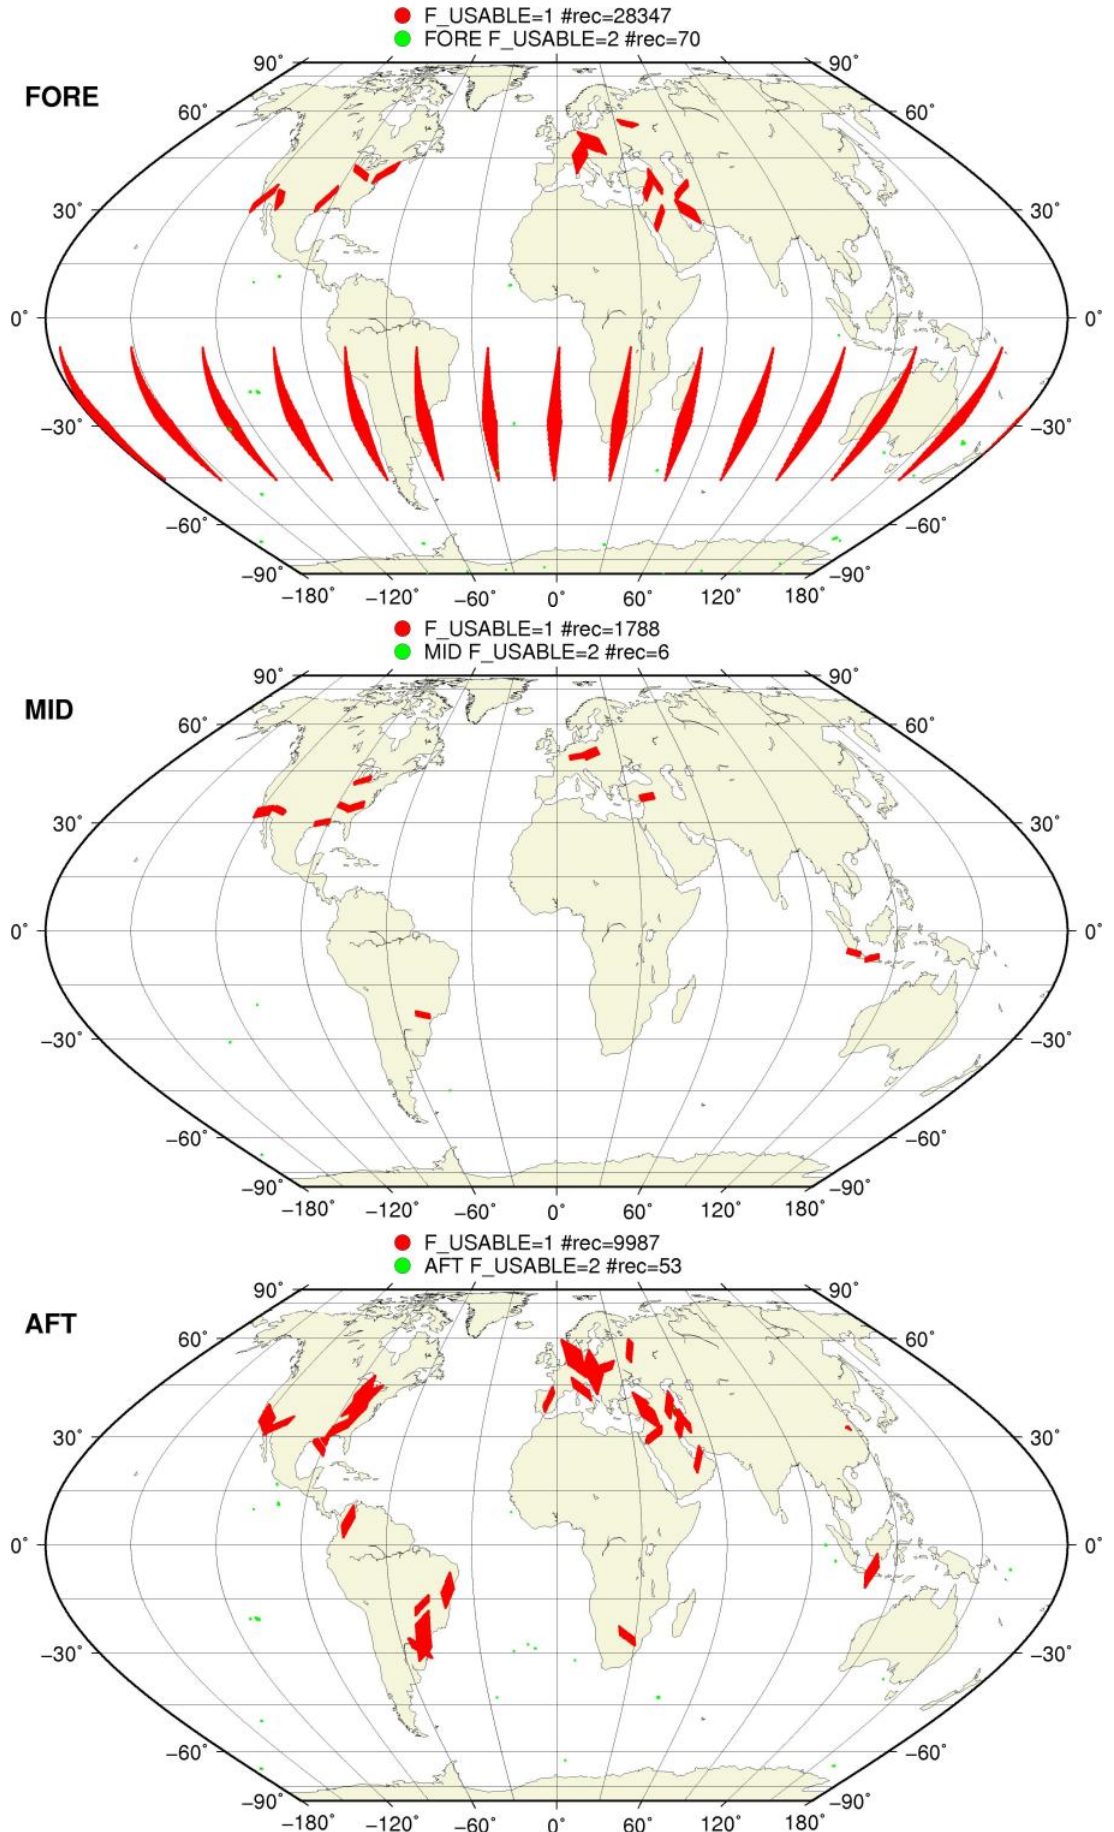 F_USABLE=1 #rec=28347
FORE F_USABLE=2 #rec=70
FORE
90° 90°
60° 60°
30° 30°
0° 0°
−30° −30°
−60° −60°
−90° −90°
−180° −120° −60° 0° 60° 120° 180°
F_USABLE=1 #rec=1788
MID F_USABLE=2 #rec=6
MID
90° 90°
60° 60°
30° 30°
0° 0°
−30° −30°
−60° −60°
−90° −90°
−180° −120° −60° 0° 60° 120° 180°
F_USABLE=1 #rec=9987
AFT F_USABLE=2 #rec=53
AFT
90° 90°
60° 60°
30° 30°
0° 0°
−30° −30°
−60° −60°
−90° −90°
−180° −120° −60° 0° 60° 120° 180°